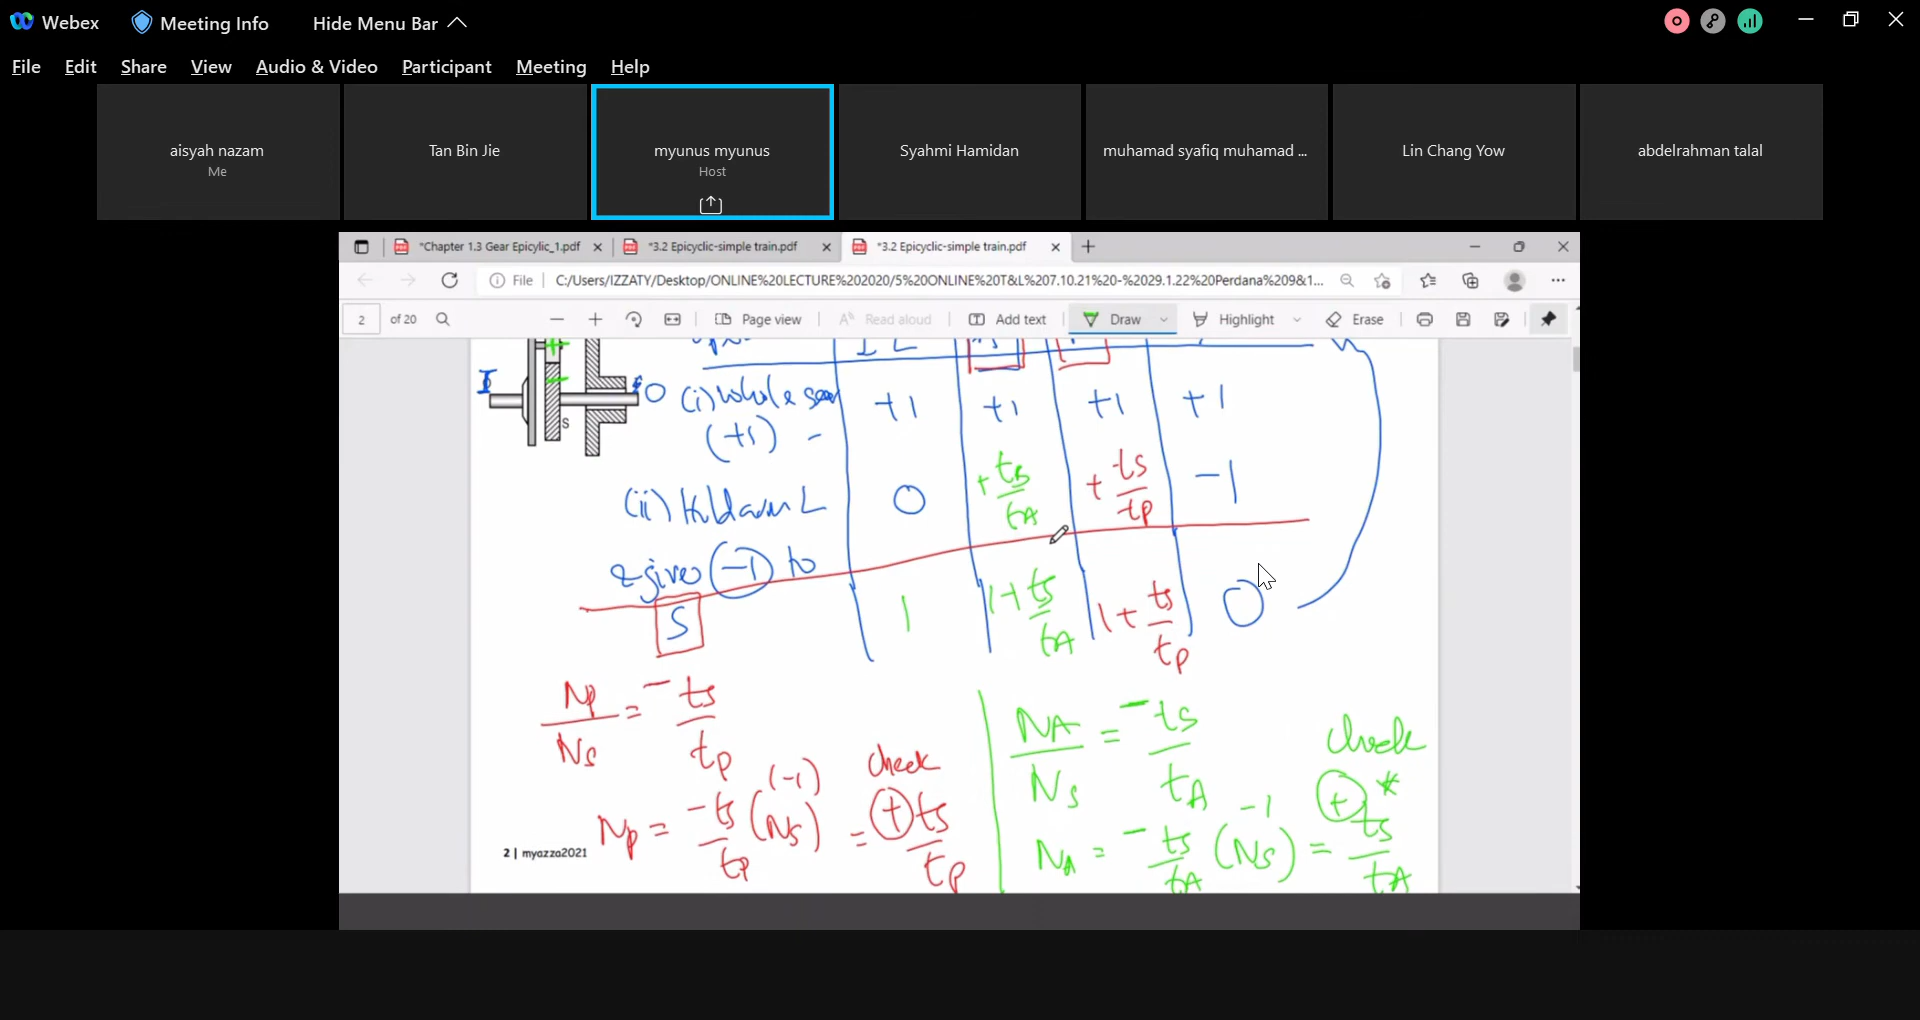 Webex Meeting Info Hide Menu Bar
File Edit Share View Audio & Video Participant Meeting Help
aisyah nazam
Me
Tan Bin Jie
myunus myunus
Host
Syahmi Hamidan
muhamad syafiq muhamad ...
Lin Chang Yow
abdelrahman talal
*Chapter 1.3 Gear Epicylic_1.pdf
*3.2 Epicyclic-simple train.pdf
*3.2 Epicyclic-simple train.pdf
File C:/Users/IZZATY/Desktop/ONLINE%20LECTURE%202020/5%20ONLINE%20T&L%207.10.21%20-%2029.1.22%20Perdana%209&1...
2 of 20 Page view Read aloud Add text Draw Highlight Erase
L
I O S
(i) whole +1 +1 +1 +1
(+1) -
(ii) Hold arm L 0 +ts/tA +ts/tP -1
& gives (-1) to
S 1 1+ts/tA 1+ts/tP 0
Np/Ns = -ts/tp
(-1) check
Np = -ts/tp (Ns) = +ts/tp
NA/Ns = -ts/tA check
-1 + *
NA = -ts/tA (Ns) = ts/tA
2 | myazza2021